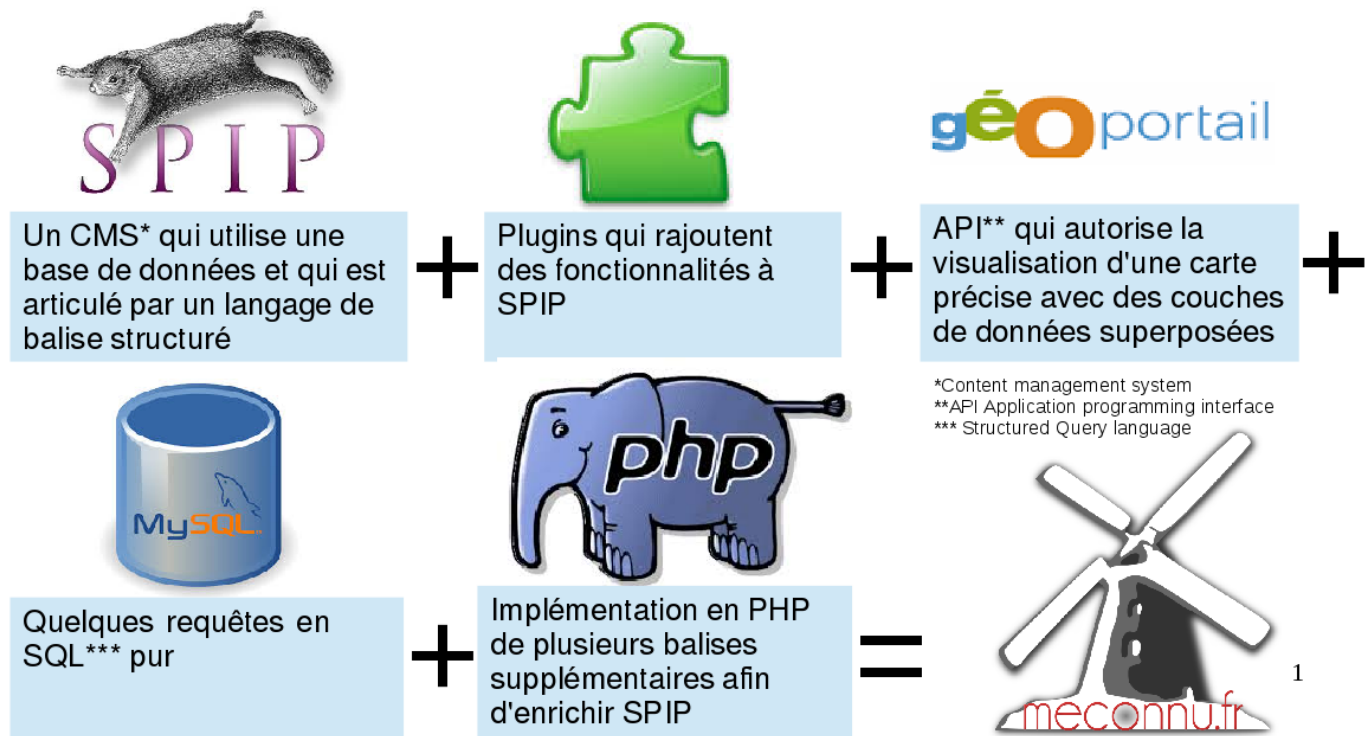 SPIP
géOportail
Un CMS* qui utilise une
base de données et qui est
articulé par un langage de
balise structuré
+
Plugins qui rajoutent
des fonctionnalités à
SPIP
+
API** qui autorise la
visualisation d'une carte
précise avec des couches
de données superposées
+
*Content management system
**API Application programming interface
*** Structured Query language
MySQL
php
Quelques requêtes en
SQL*** pur
+
Implémentation en PHP
de plusieurs balises
supplémentaires afin
d'enrichir SPIP
=
meconnu.fr
1